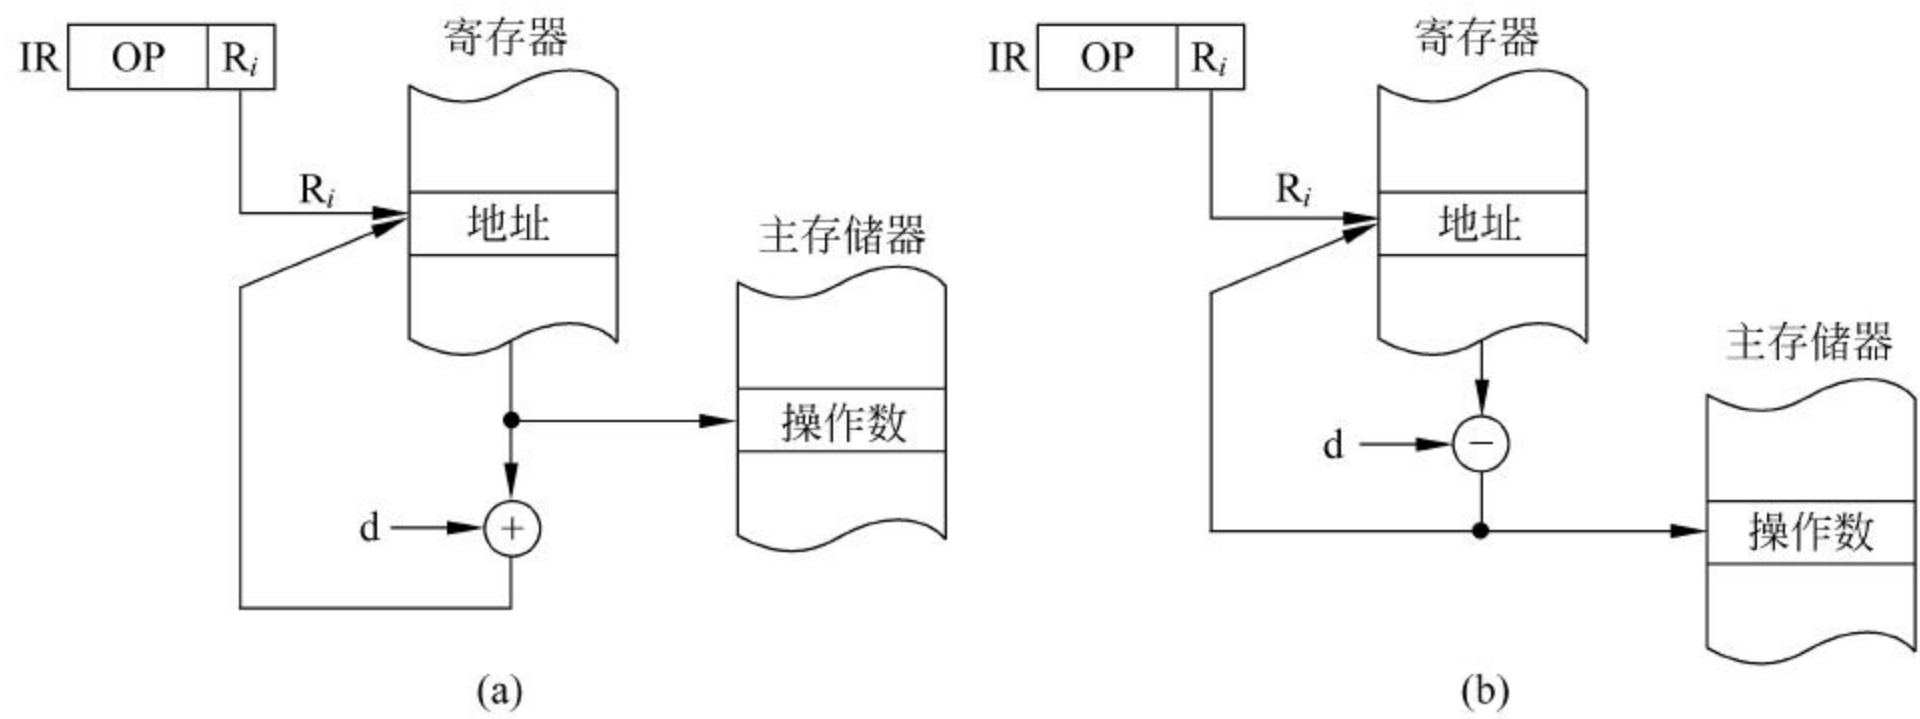 IR OP Ri
寄存器
Ri
地址
主存储器
操作数
d
+
(a)
IR OP Ri
寄存器
Ri
地址
主存储器
d
−
操作数
(b)